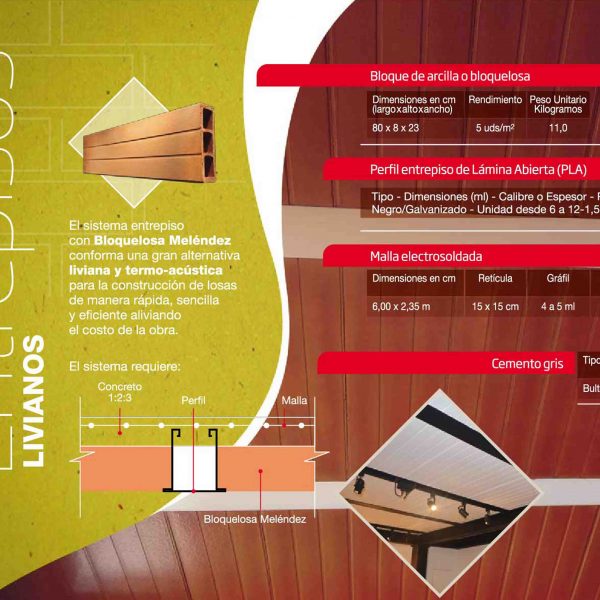 LIVIANOS
El sistema entrepiso
con Bloquelosa Meléndez
conforma una gran alternativa
liviana y termo-acústica
para la construcción de losas
de manera rápida, sencilla
y eficiente aliviando
el costo de la obra.
El sistema requiere:
Concreto
1:2:3
Perfil
Malla
Bloquelosa Meléndez
Bloque de arcilla o bloquelosa
Dimensiones en cm
(largoxaltoxancho)
Rendimiento
Peso Unitario
Kilogramos
80 x 8 x 23
5 uds/m²
11,0
Perfil entrepiso de Lámina Abierta (PLA)
Tipo - Dimensiones (ml) - Calibre o Espesor -
Negro/Galvanizado - Unidad desde 6 a 12-1,5
Malla electrosoldada
Dimensiones en cm
Retícula
Gráfil
6,00 x 2,35 m
15 x 15 cm
4 a 5 ml
Cemento gris
Tipo
Bult